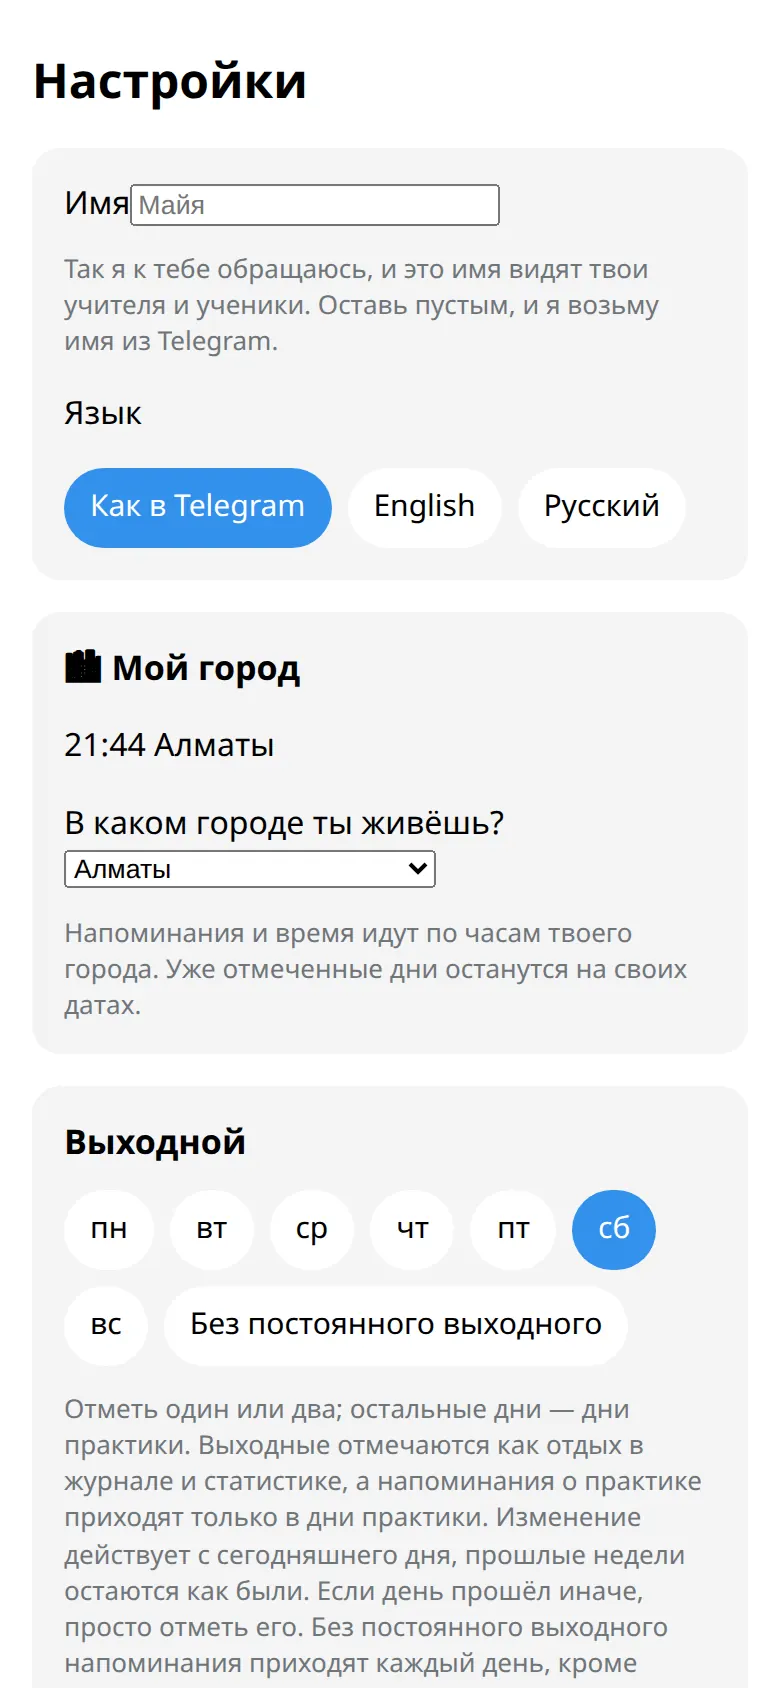 Настройки
Имя Майя
Так я к тебе обращаюсь, и это имя видят твои
учителя и ученики. Оставь пустым, и я возьму
имя из Telegram.
Язык
Как в Telegram English Русский
Мой город
21:44 Алматы
В каком городе ты живёшь?
Алматы
Напоминания и время идут по часам твоего
города. Уже отмеченные дни останутся на своих
датах.
Выходной
пн вт ср чт пт сб
вс Без постоянного выходного
Отметь один или два; остальные дни — дни
практики. Выходные отмечаются как отдых в
журнале и статистике, а напоминания о практике
приходят только в дни практики. Изменение
действует с сегодняшнего дня, прошлые недели
остаются как были. Если день прошёл иначе,
просто отметь его. Без постоянного выходного
напоминания приходят каждый день, кроме